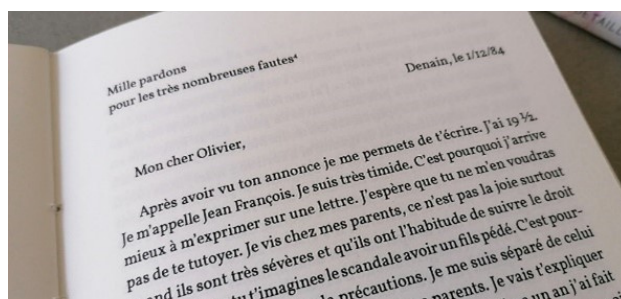 Mille pardons
pour les très nombreuses fautes⁴
Denain, le 1/12/84
Mon cher Olivier,
Après avoir vu ton annonce je me permets de t'écrire. J'ai 19 ½.
Je m'appelle Jean François. Je suis très timide. C'est pourquoi j'arrive
mieux à m'exprimer sur une lettre. J'espère que tu ne m'en voudras
pas de te tutoyer. Je vis chez mes parents, ce n'est pas la joie surtout
ils sont très sévères et qu'ils ont l'habitude de suivre le droit
t'imagines le scandale avoir un fils pédé. C'est pour-
précautions. Je me suis séparé de celui
parents. Je vais t'expliquer
un an j'ai fait